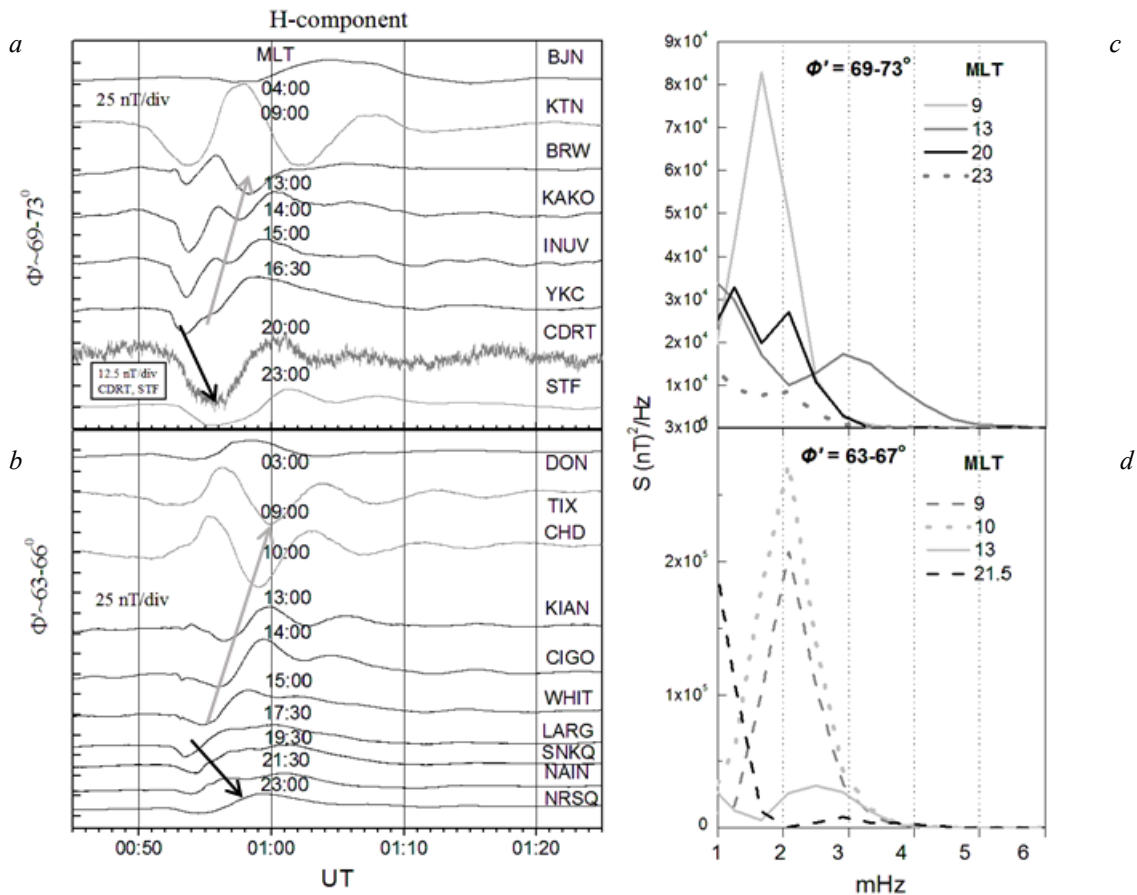 H-component
a
MLT
BJN
04:00
25 nT/div
09:00
KTN
BRW
13:00
14:00
KAKO
15:00
INUV
16:30
YKC
20:00
CDRT
12.5 nT/div
CDRT, STF
23:00
STF
Φ'~69-73⁰
b
03:00
DON
09:00
TIX
CHD
10:00
25 nT/div
13:00
KIAN
14:00
CIGO
15:00
WHIT
17:30
LARG
19:30
SNKQ
21:30
NAIN
23:00
NRSQ
Φ'~63-66⁰
00:50
01:00
01:10
01:20
UT
c
9x10⁴
8x10⁴
7x10⁴
6x10⁴
5x10⁴
4x10⁴
3x10⁴
2x10⁴
1x10⁴
Φ' = 69-73°
MLT
9
13
20
23
S (nT)²/Hz
d
2x10⁵
1x10⁵
0
Φ' = 63-67°
MLT
9
10
13
21.5
1
2
3
4
5
6
mHz